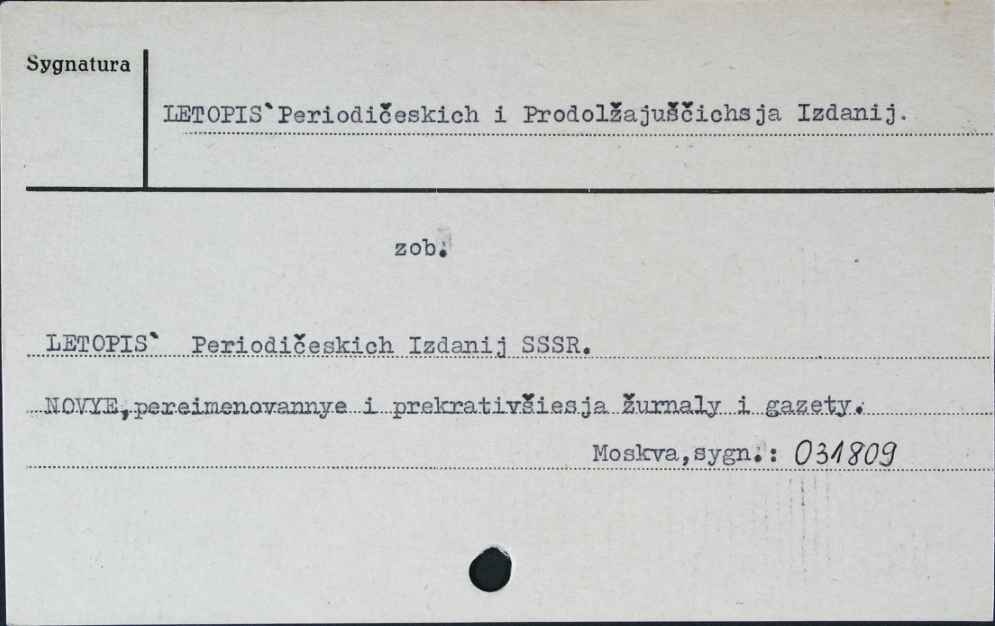 Sygnatura
LETOPIS` Periodičeskich i Prodolžajuščichsja Izdanij.
zob.
LETOPIS` Periodičeskich Izdanij SSSR.
NOVYE, pereimenovannye i prekrativšiesja žurnaly i gazety.
Moskva, sygn.: 031809